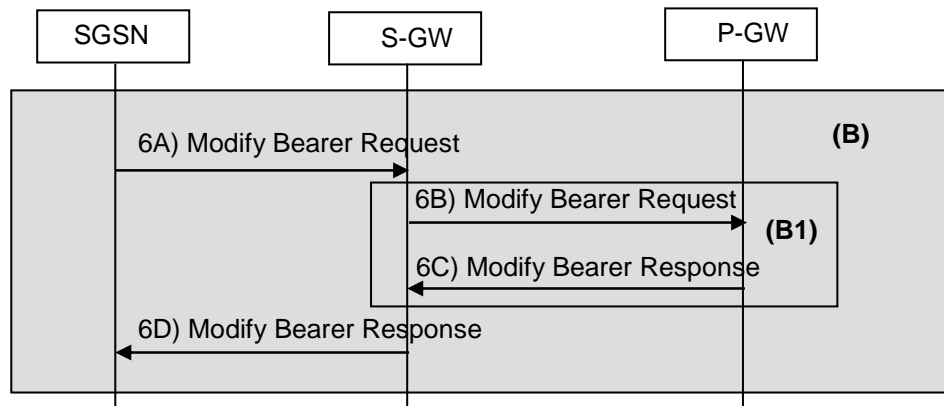 SGSN
S-GW
P-GW
(B)
6A) Modify Bearer Request
6B) Modify Bearer Request
(B1)
6C) Modify Bearer Response
6D) Modify Bearer Response